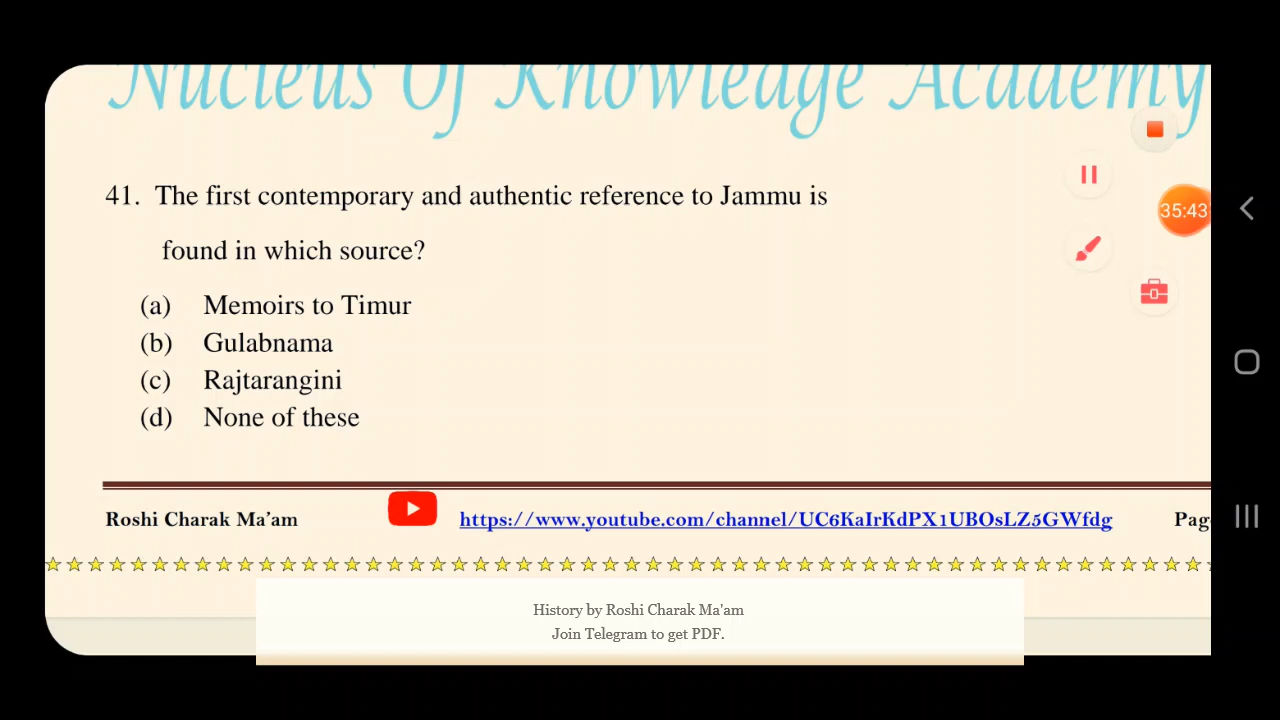 Nucleus Of Knowledge Academy
41. The first contemporary and authentic reference to Jammu is
found in which source?
(a) Memoirs to Timur
(b) Gulabnama
(c) Rajtarangini
(d) None of these
35:43
Roshi Charak Ma’am https://www.youtube.com/channel/UC6KaIrKdPX1UBOsLZ5GWfdg Pag
History by Roshi Charak Ma'am
Join Telegram to get PDF.